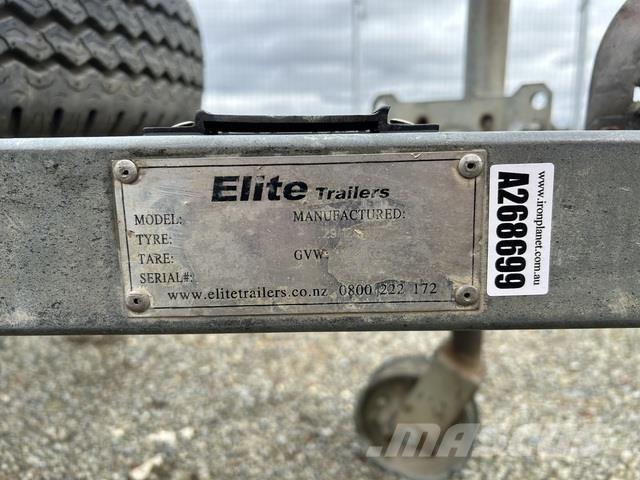 Elite Trailers
MODEL: MANUFACTURED:
TYRE:
TARE: GVW:
SERIAL#:
www.elitetrailers.co.nz 0800 222 172
www.ironplanet.com.au
A268699
MASCUS